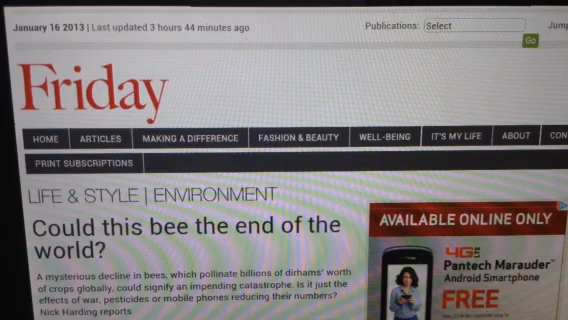 January 16 2013 | Last updated 3 hours 44 minutes ago
Publications: Select
Jump
Go
Friday
HOME ARTICLES MAKING A DIFFERENCE FASHION & BEAUTY WELL-BEING IT'S MY LIFE ABOUT CON
PRINT SUBSCRIPTIONS
LIFE & STYLE | ENVIRONMENT
Could this bee the end of the
world?
A mysterious decline in bees, which pollinate billions of dirhams' worth
of crops globally, could signify an impending catastrophe. Is it just the
effects of war, pesticides or mobile phones reducing their numbers?
Nick Harding reports
AVAILABLE ONLINE ONLY
4G
Pantech Marauder™
Android Smartphone
FREE